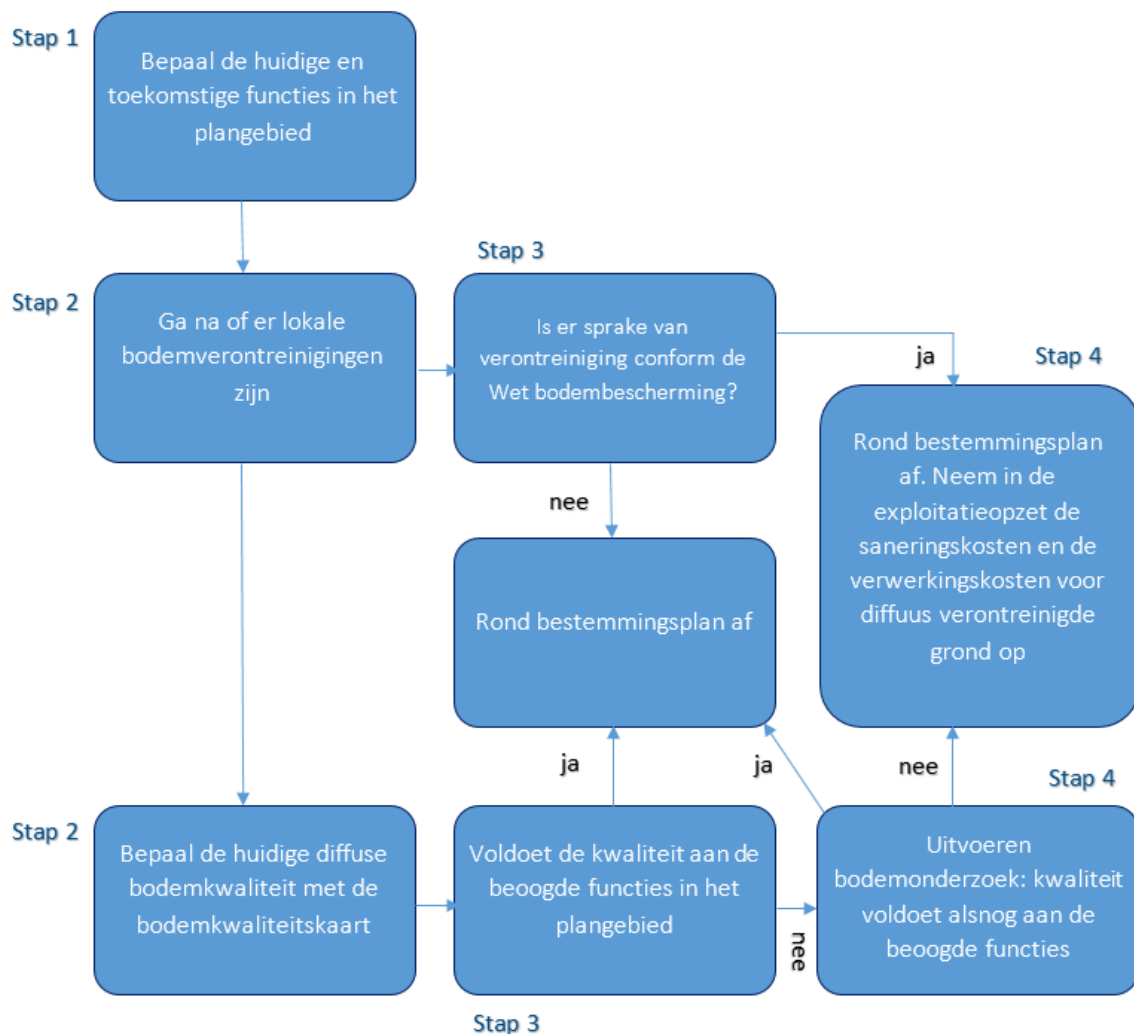 Stap 1
Bepaal de huidige en
toekomstige functies in het
plangebied
Stap 2
Ga na of er lokale
bodemverontreinigingen
zijn
Stap 3
Is er sprake van
verontreiniging conform de
Wet bodembescherming?
ja
Stap 4
Rond bestemmingsplan
af. Neem in de
exploitatieopzet de
saneringskosten en de
verwerkingskosten voor
diffuus verontreinigde
grond op
nee
Rond bestemmingsplan af
ja
ja
nee
Stap 2
Bepaal de huidige diffuse
bodemkwaliteit met de
bodemkwaliteitskaart
Voldoet de kwaliteit aan de
beoogde functies in het
plangebied
Stap 3
nee
Stap 4
Uitvoeren
bodemonderzoek: kwaliteit
voldoet alsnog aan de
beoogde functies